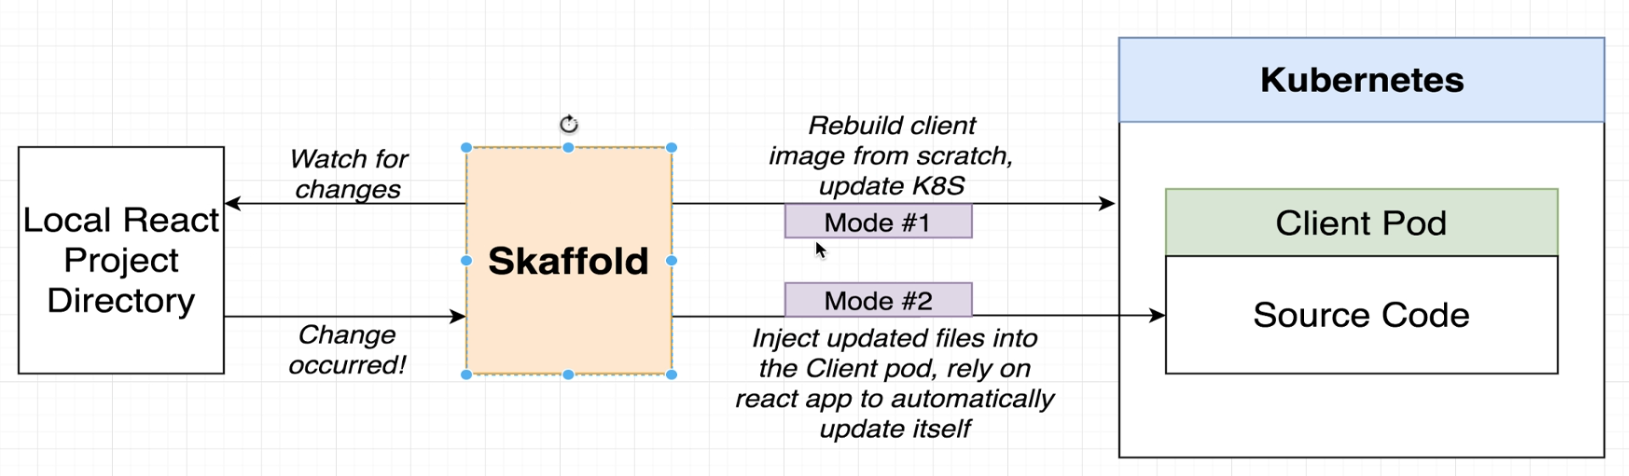 Kubernetes
Rebuild client
image from scratch,
update K8S
Watch for
changes
Local React
Project
Directory
Skaffold
Mode #1
Client Pod
Mode #2
Source Code
Change
occurred!
Inject updated files into
the Client pod, rely on
react app to automatically
update itself